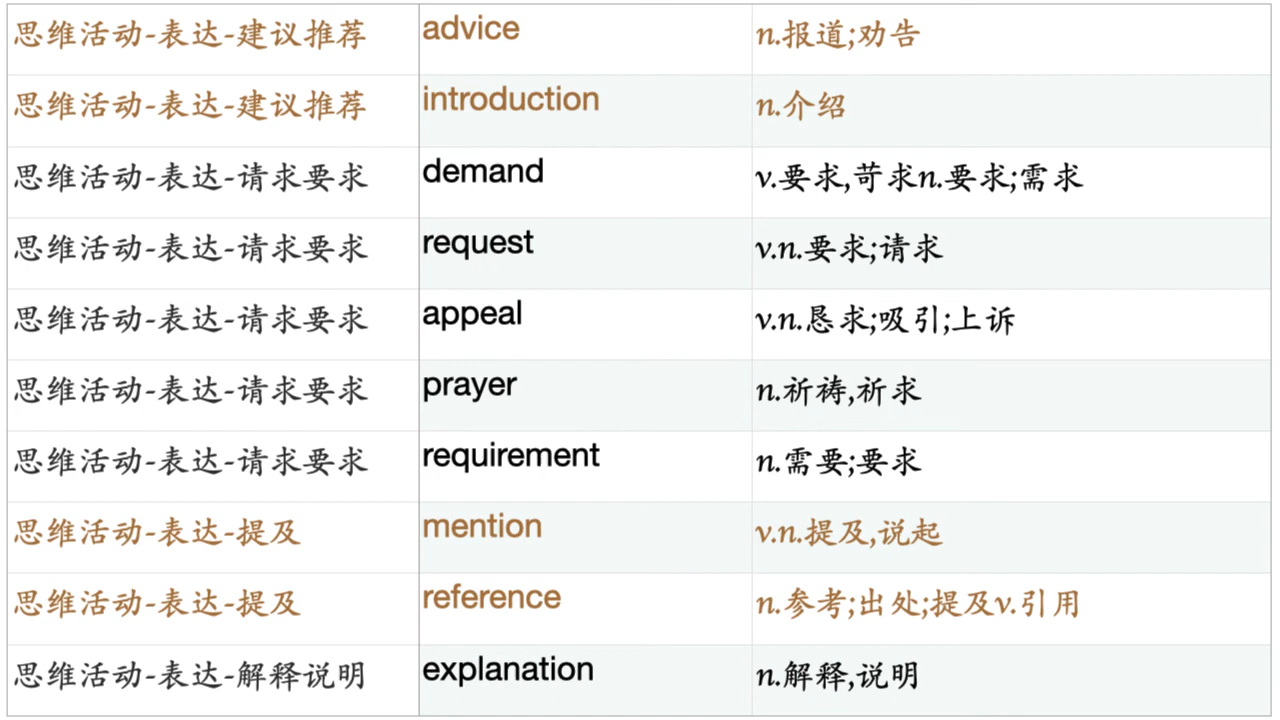 思维活动-表达-建议推荐 advice n.报道;劝告
思维活动-表达-建议推荐 introduction n.介绍
思维活动-表达-请求要求 demand v.要求,苛求n.要求;需求
思维活动-表达-请求要求 request v.n.要求;请求
思维活动-表达-请求要求 appeal v.n.恳求;吸引;上诉
思维活动-表达-请求要求 prayer n.祈祷,祈求
思维活动-表达-请求要求 requirement n.需要;要求
思维活动-表达-提及 mention v.n.提及,说起
思维活动-表达-提及 reference n.参考;出处;提及v.引用
思维活动-表达-解释说明 explanation n.解释,说明